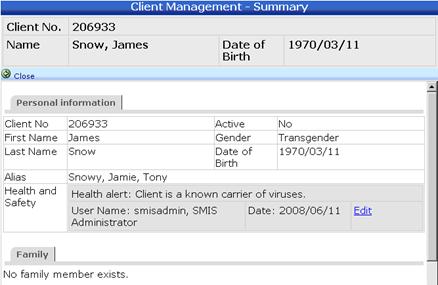 Client Management - Summary
Client No. 206933
Name Snow, James Date of Birth 1970/03/11
Close
Personal information
Client No 206933 Active No
First Name James Gender Transgender
Last Name Snow Date of Birth 1970/03/11
Alias Snowy, Jamie, Tony
Health and Safety
Health alert: Client is a known carrier of viruses.
User Name: smisadmin, SMIS Administrator Date: 2008/06/11 Edit
Family
No family member exists.